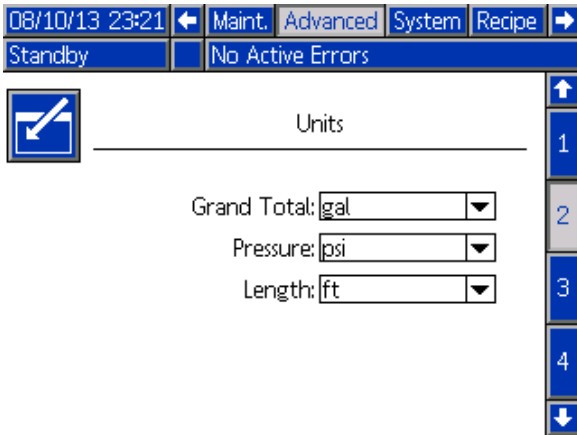 08/10/13 23:21 Maint. Advanced System Recipe
Standby No Active Errors
Units
1
Grand Total: gal
2
Pressure: psi
Length: ft
3
4